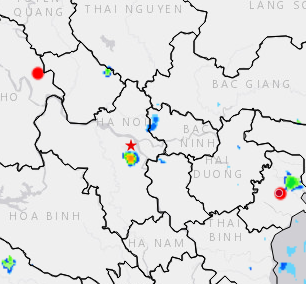 QUANG
THAI NGUYEN
LANG SO
BAC GIANG
HO
HA NOI
BAC
NINH
HAI
DUONG
HOA BINH
THAI
BINH
HA NAM